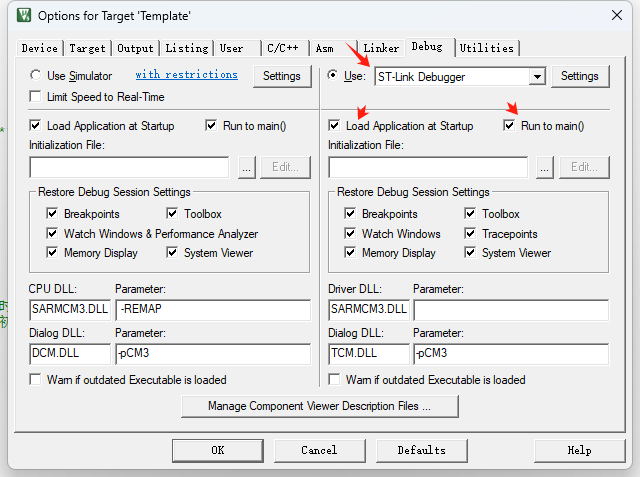 Options for Target 'Template'
Device Target Output Listing User C/C++ Asm Linker Debug Utilities
Use Simulator with restrictions Settings
Limit Speed to Real-Time
Use: ST-Link Debugger Settings
Load Application at Startup Run to main()
Initialization File:
... Edit...
Load Application at Startup Run to main()
Initialization File:
... Edit...
Restore Debug Session Settings
Breakpoints Toolbox
Watch Windows & Performance Analyzer
Memory Display System Viewer
Restore Debug Session Settings
Breakpoints Toolbox
Watch Windows Tracepoints
Memory Display System Viewer
CPU DLL: Parameter:
SARMCM3.DLL -REMAP
Dialog DLL: Parameter:
DCM.DLL -pCM3
Warn if outdated Executable is loaded
Driver DLL: Parameter:
SARMCM3.DLL
Dialog DLL: Parameter:
TCM.DLL -pCM3
Warn if outdated Executable is loaded
Manage Component Viewer Description Files ...
OK Cancel Defaults Help